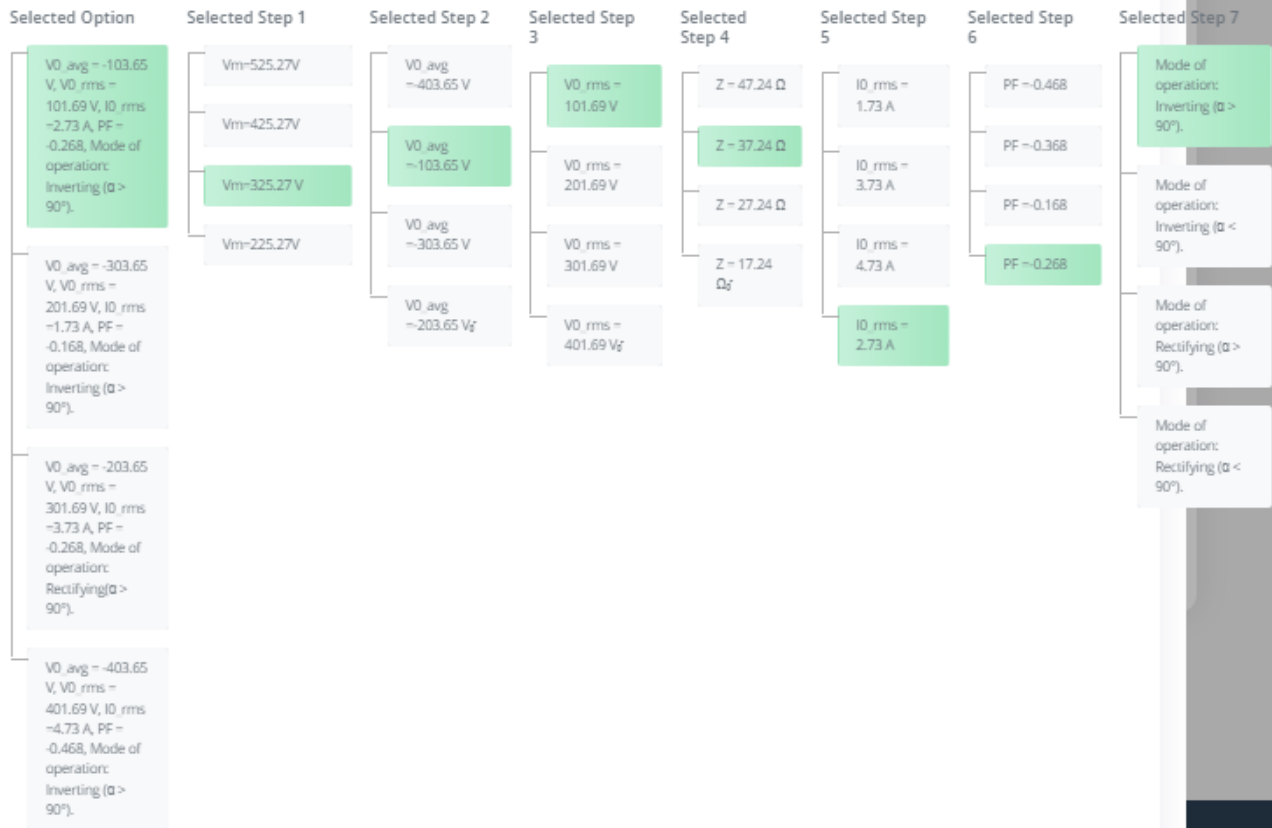 Selected Option
V0_avg = -103.65
V, V0_rms =
101.69 V, I0_rms
=2.73 A, PF =
-0.268, Mode of
operation:
Inverting (α >
90°).
V0_avg = -303.65
V, V0_rms =
201.69 V, I0_rms
=1.73 A, PF =
-0.168, Mode of
operation:
Inverting (α >
90°).
V0_avg = -203.65
V, V0_rms =
301.69 V, I0_rms
=3.73 A, PF =
-0.268, Mode of
operation:
Rectifying(α >
90°).
V0_avg = -403.65
V, V0_rms =
401.69 V, I0_rms
=4.73 A, PF =
-0.468, Mode of
operation:
Inverting (α >
90°).
Selected Step 1
Vm=525.27V
Vm=425.27V
Vm=325.27 V
Vm=225.27V
Selected Step 2
V0_avg
=-403.65 V
V0_avg
=-103.65 V
V0_avg
=-303.65 V
V0_avg
=-203.65 V
Selected Step
3
V0_rms =
101.69 V
V0_rms =
201.69 V
V0_rms =
301.69 V
V0_rms =
401.69 V
Selected
Step 4
Z = 47.24 Ω
Z = 37.24 Ω
Z = 27.24 Ω
Z = 17.24
Ω
Selected Step
5
I0_rms =
1.73 A
I0_rms =
3.73 A
I0_rms =
4.73 A
I0_rms =
2.73 A
Selected Step
6
PF =-0.468
PF =-0.368
PF =-0.168
PF =-0.268
Selected Step 7
Mode of
operation:
Inverting (α >
90°).
Mode of
operation:
Inverting (α <
90°).
Mode of
operation:
Rectifying (α >
90°).
Mode of
operation:
Rectifying (α <
90°).